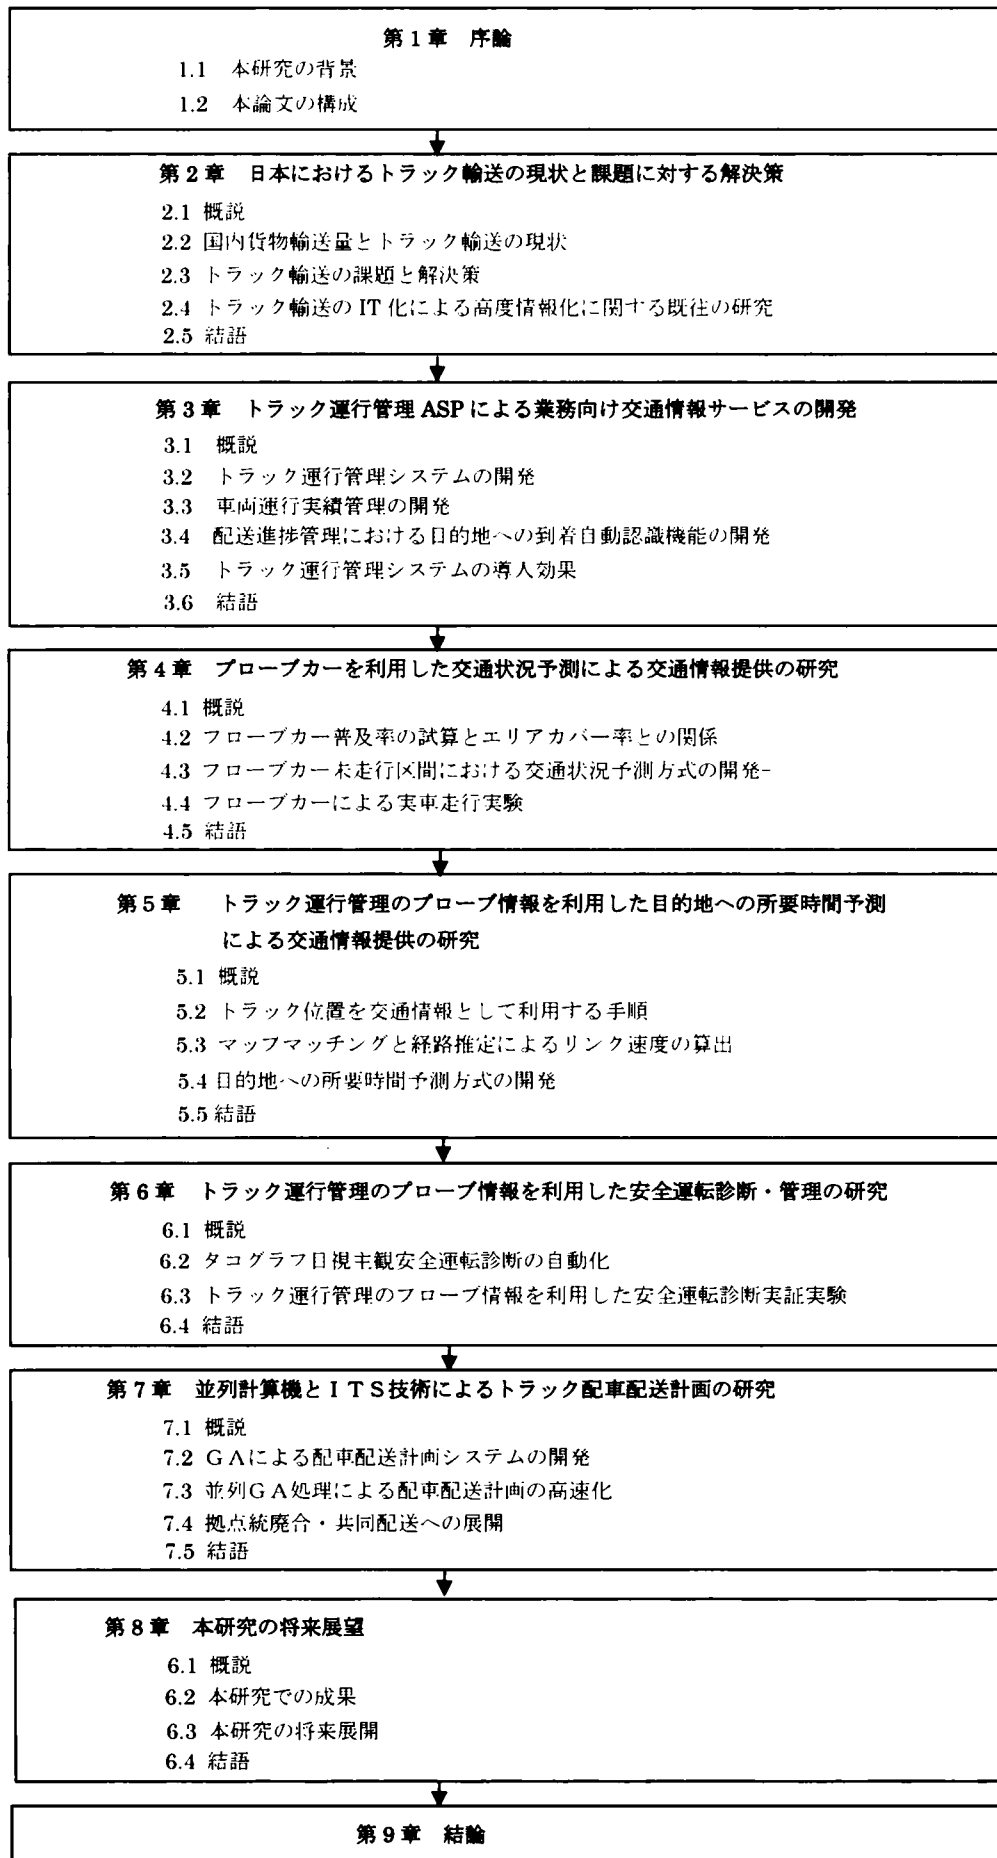 第1章 序論
1.1 本研究の背景
1.2 本論文の構成
第2章 日本におけるトラック輸送の現状と課題に対する解決策
2.1 概説
2.2 国内貨物輸送量とトラック輸送の現状
2.3 トラック輸送の課題と解決策
2.4 トラック輸送のIT化による高度情報化に関する既往の研究
2.5 結語
第3章 トラック運行管理ASPによる業務向け交通情報サービスの開発
3.1 概説
3.2 トラック運行管理システムの開発
3.3 車両運行実績管理の開発
3.4 配送進捗管理における目的地への到着自動認識機能の開発
3.5 トラック運行管理システムの導入効果
3.6 結語
第4章 プローブカーを利用した交通状況予測による交通情報提供の研究
4.1 概説
4.2 プローブカー普及率の試算とエリアカバー率との関係
4.3 プローブカー未走行区間における交通状況予測方式の開発-
4.4 プローブカーによる実車走行実験
4.5 結語
第5章 トラック運行管理のプローブ情報を利用した目的地への所要時間予測
による交通情報提供の研究
5.1 概説
5.2 トラック位置を交通情報として利用する手順
5.3 マップマッチングと経路推定によるリンク速度の算出
5.4 目的地への所要時間予測方式の開発
5.5 結語
第6章 トラック運行管理のプローブ情報を利用した安全運転診断・管理の研究
6.1 概説
6.2 タコグラフ目視主観安全運転診断の自動化
6.3 トラック運行管理のプローブ情報を利用した安全運転診断実証実験
6.4 結語
第7章 並列計算機とITS技術によるトラック配車配送計画の研究
7.1 概説
7.2 GAによる配車配送計画システムの開発
7.3 並列GA処理による配車配送計画の高速化
7.4 拠点統廃合・共同配送への展開
7.5 結語
第8章 本研究の将来展望
6.1 概説
6.2 本研究での成果
6.3 本研究の将来展開
6.4 結語
第9章 結論